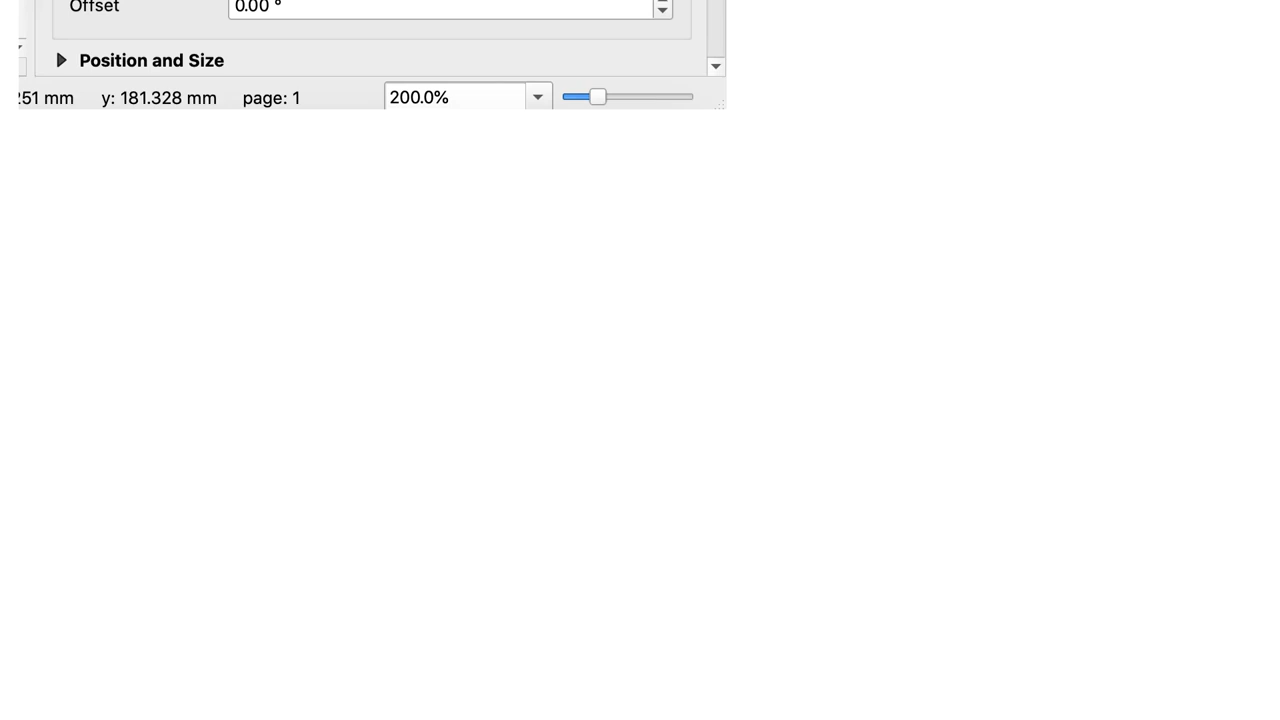 Offset 0.00 °
Position and Size
251 mm y: 181.328 mm page: 1 200.0%